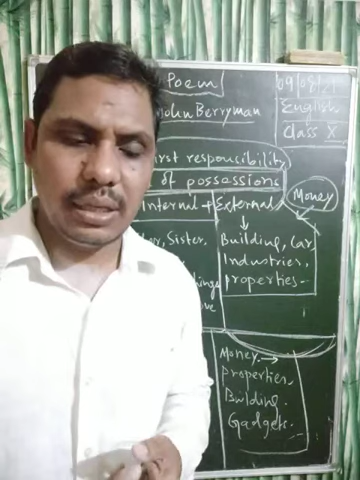 Poem
John Berryman
09/08/21
English
Class X
First responsibility
of possessions
Money
Internal + External
Sister,
Building, Car,
Industries,
properties -
Money →
properties,
Building.
Gadgets.